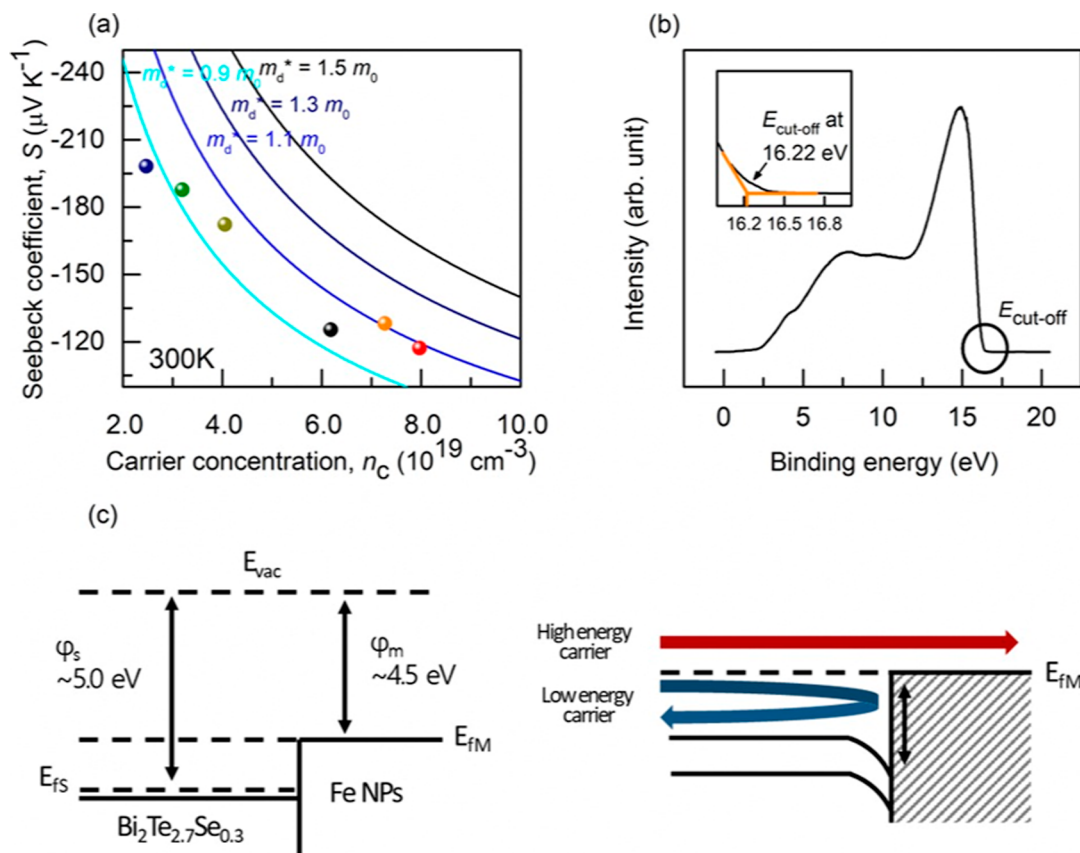 (a)
Seebeck coefficient, S (μV K⁻¹)
-240
-210
-180
-150
-120
m_d* = 0.9 m_0
m_d* = 1.5 m_0
m_d* = 1.3 m_0
m_d* = 1.1 m_0
300K
2.0 4.0 6.0 8.0 10.0
Carrier concentration, n_c (10¹⁹ cm⁻³)
(b)
Intensity (arb. unit)
E_cut-off at
16.22 eV
16.2 16.5 16.8
E_cut-off
0 5 10 15 20
Binding energy (eV)
(c)
E_vac
φ_s
~5.0 eV
φ_m
~4.5 eV
E_fM
E_fS
Fe NPs
Bi₂Te₂.₇Se₀.₃
High energy
carrier
Low energy
carrier
E_fM